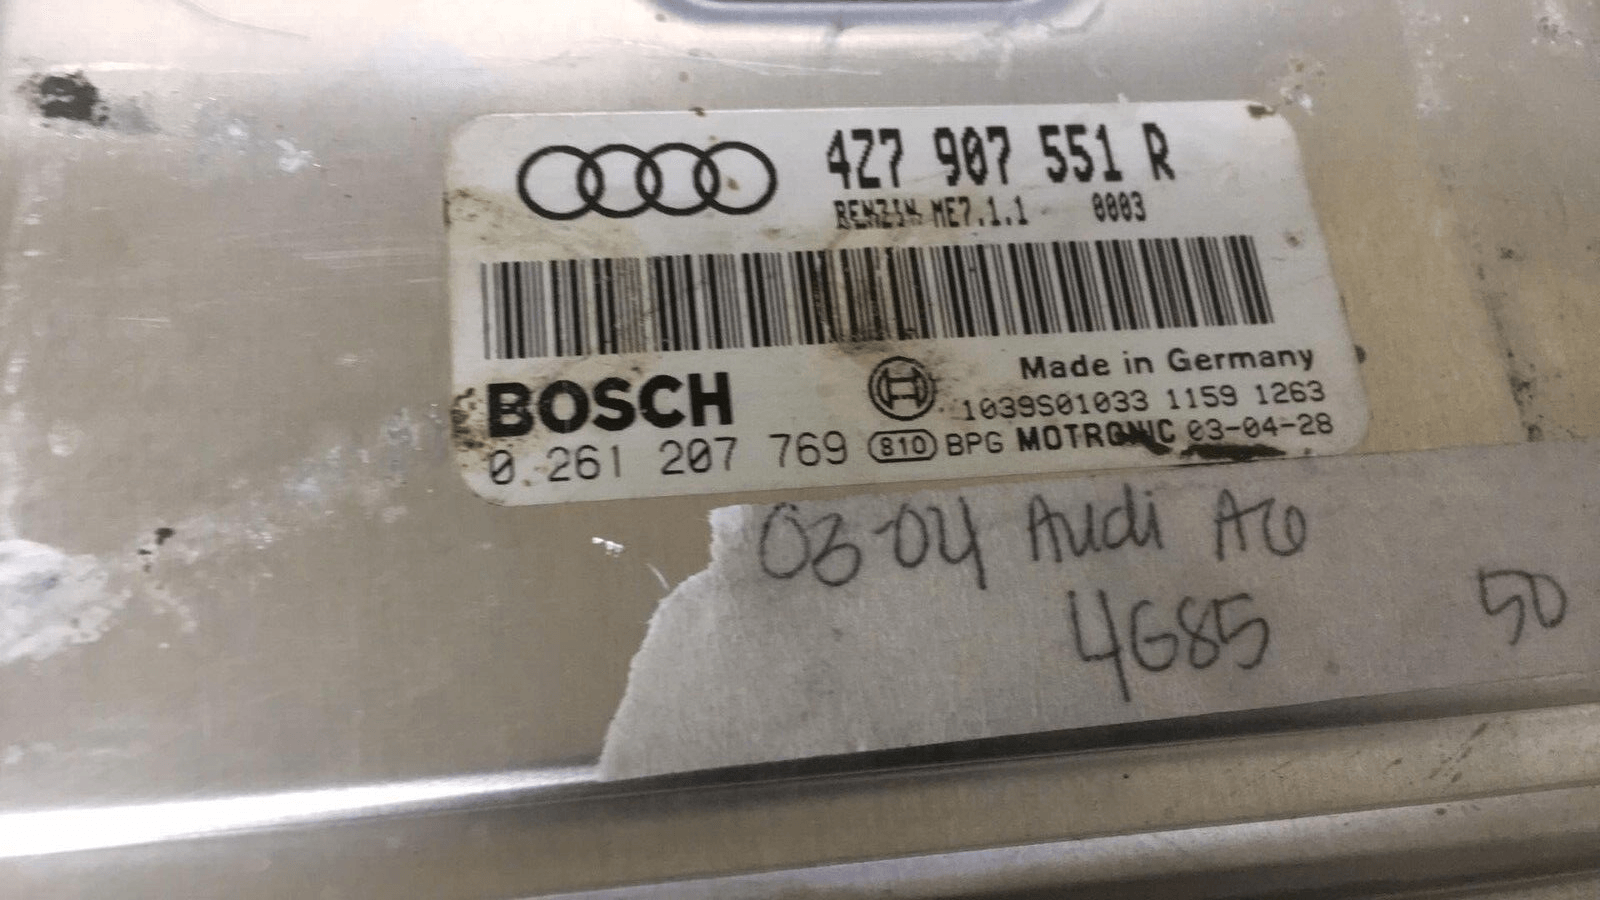 4Z7 907 551 R
BENZIN ME7.1.1 0003
BOSCH
Made in Germany
1039S01033 1159 1263
0 261 207 769 810 BPG MOTRONIC 03-04-28
03-04 Audi A6
4G85 50